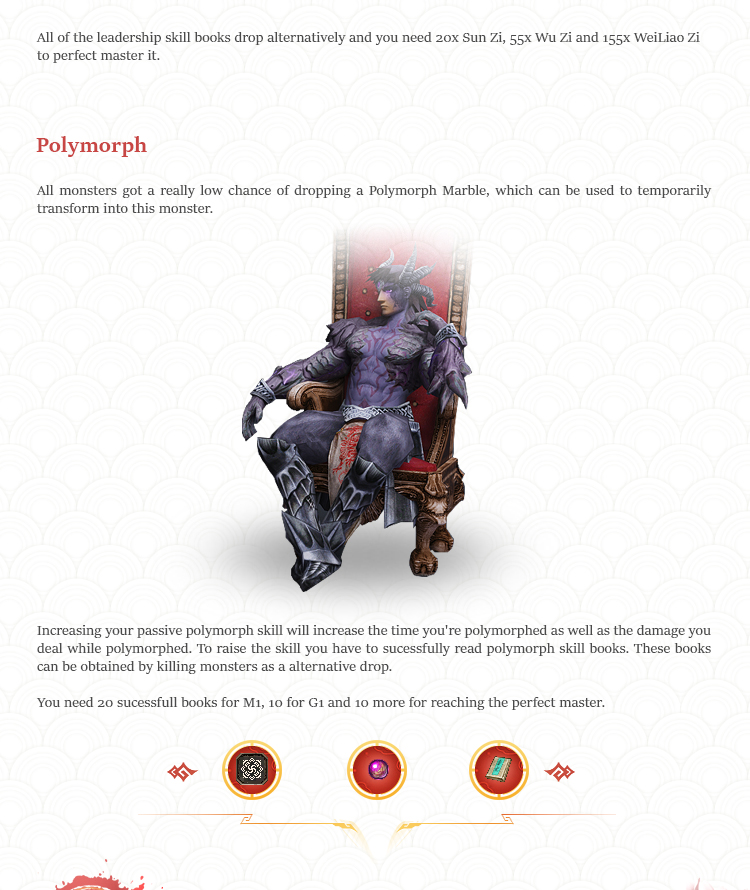 All of the leadership skill books drop alternatively and you need 20x Sun Zi, 55x Wu Zi and 155x WeiLiao Zi
to perfect master it.
Polymorph
All monsters got a really low chance of dropping a Polymorph Marble, which can be used to temporarily
transform into this monster.
Increasing your passive polymorph skill will increase the time you're polymorphed as well as the damage you
deal while polymorphed. To raise the skill you have to sucessfully read polymorph skill books. These books
can be obtained by killing monsters as a alternative drop.
You need 20 sucessfull books for M1, 10 for G1 and 10 more for reaching the perfect master.